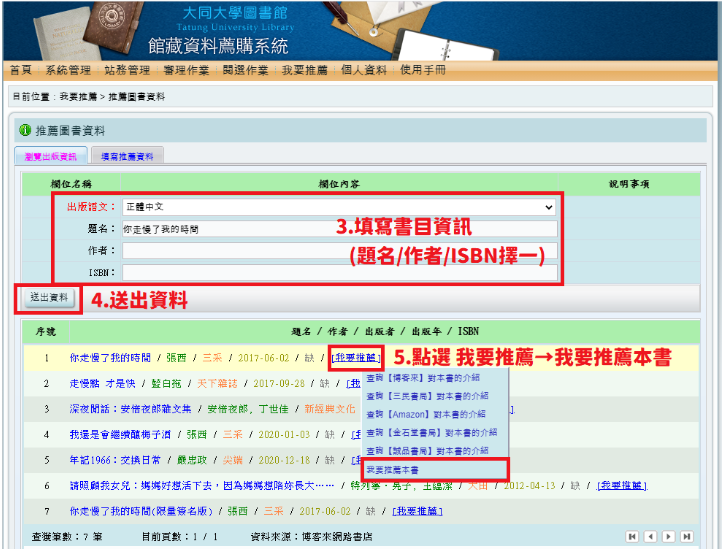 大同大學圖書館
Tatung University Library
館藏資料薦購系統
首頁 系統管理 站務管理 審理作業 閱選作業 我要推薦 個人資料 使用手冊
目前位置：我要推薦 > 推薦圖書資料
推薦圖書資料
瀏覽出版資訊 填寫推薦資料
欄位名稱 欄位內容 說明事項
出版語文： 正體中文
題名： 你走慢了我的時間
3.填寫書目資訊
作者：
(題名/作者/ISBN擇一)
ISBN：
送出資料 4.送出資料
序號 題名 / 作者 / 出版者 / 出版年 / ISBN
1 你走慢了我的時間 / 張西 / 三采 / 2017-06-02 / 缺 / [我要推薦] 5.點選 我要推薦→我要推薦本書
查詢【博客來】對本書的介紹
2 走慢點 才是快 / 藍白拖 / 天下雜誌 / 2017-09-28 / 缺 / [我
查詢【三民書局】對本書的介紹
3 深夜閒話：安倍夜郎雜文集 / 安倍夜郎, 丁世佳 / 新經典文化
查詢【Amazon】對本書的介紹
4 我還是會繼續釀梅子酒 / 張西 / 三采 / 2020-01-03 / 缺 / [我
查詢【金石堂書局】對本書的介紹
查詢【誠品書局】對本書的介紹
5 年記1966：交換日常 / 嚴忠政 / 尖端 / 2020-12-18 / 缺 / [我
我要推薦本書
6 請照顧我女兒：媽媽好想活下去，因為媽媽想陪妳長大…… / 大田 / 2012-04-13 / 缺 / [我要推薦]
7 你走慢了我的時間(限量簽名版) / 張西 / 三采 / 2017-06-02 / 缺 / [我要推薦]
查獲筆數：7 筆 目前頁數：1 / 1 資料來源：博客來網路書店